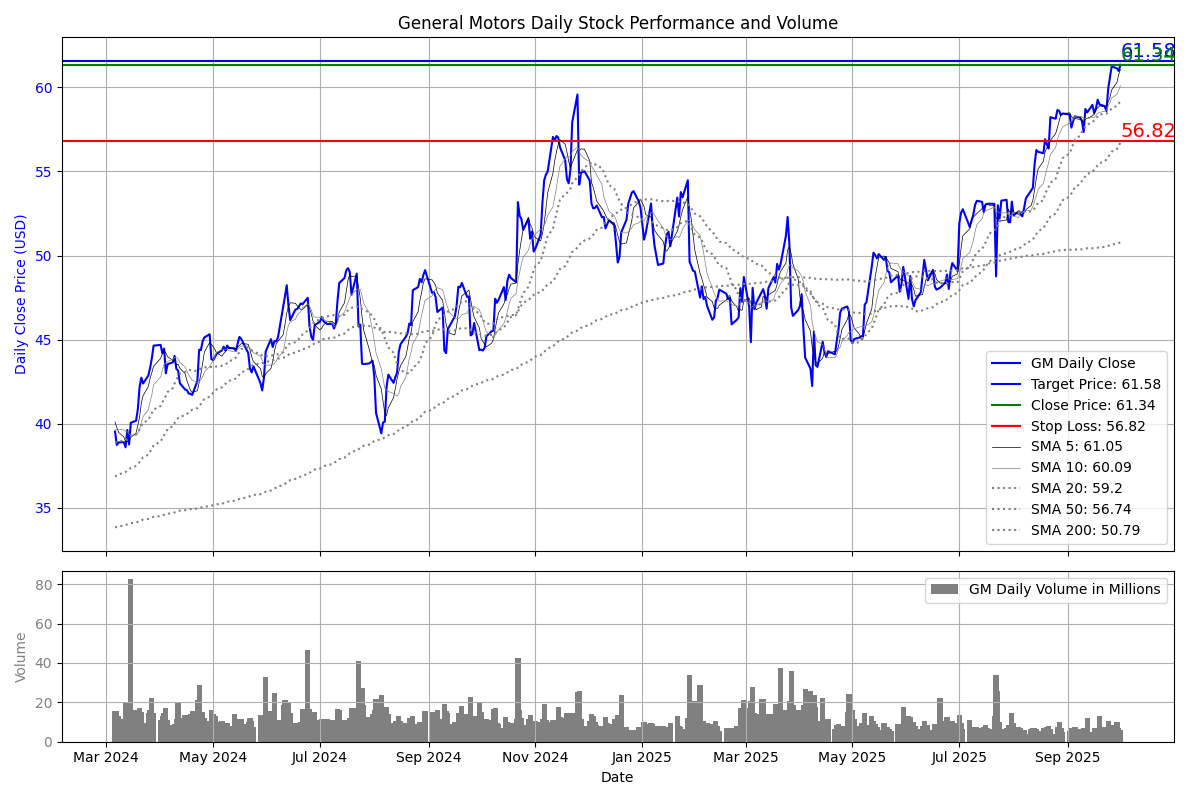 General Motors Daily Stock Performance and Volume
61.58
61.34
60
56.82
55
50
45
40
35
Daily Close Price (USD)
GM Daily Close
Target Price: 61.58
Close Price: 61.34
Stop Loss: 56.82
SMA 5: 61.05
SMA 10: 60.09
SMA 20: 59.2
SMA 50: 56.74
SMA 200: 50.79
80
60
40
20
0
Volume
GM Daily Volume in Millions
Mar 2024 May 2024 Jul 2024 Sep 2024 Nov 2024 Jan 2025 Mar 2025 May 2025 Jul 2025 Sep 2025
Date